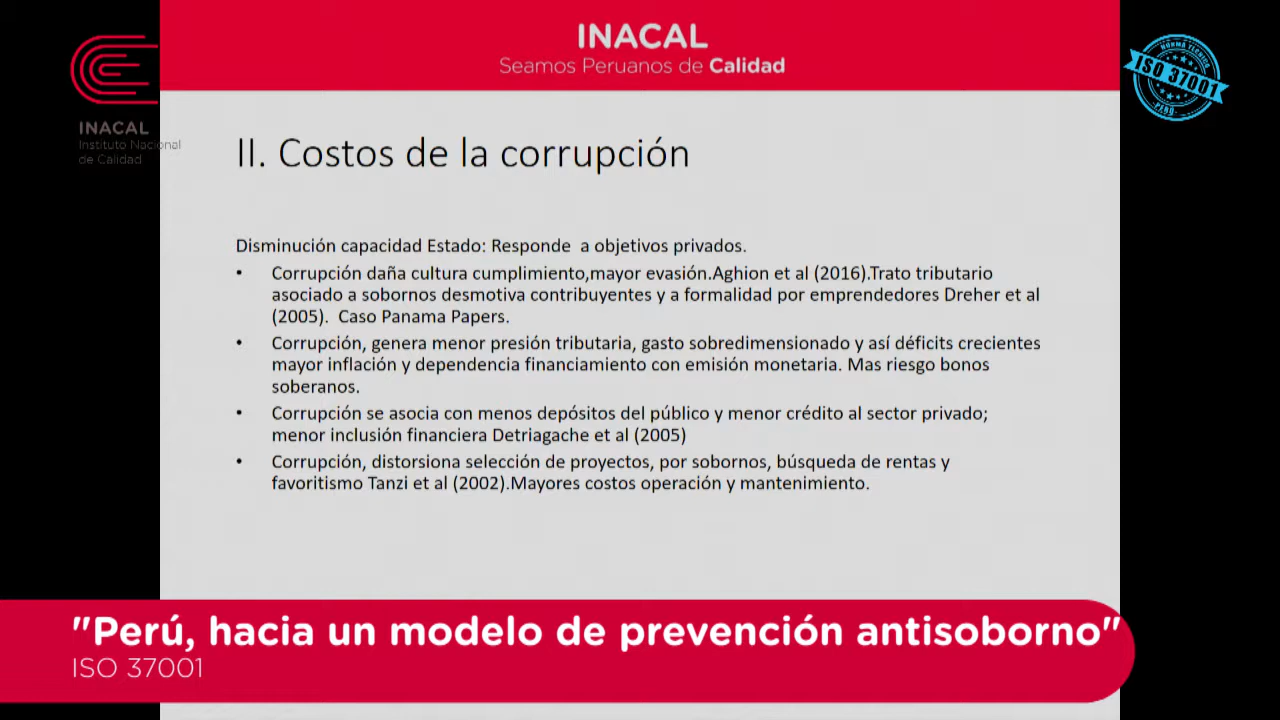 INACAL
Seamos Peruanos de Calidad
NORMA TÉCNICA
ISO 37001
-PERÚ-
INACAL
Instituto Nacional
de Calidad
II. Costos de la corrupción
Disminución capacidad Estado: Responde  a objetivos privados.
• Corrupción daña cultura cumplimiento,mayor evasión.Aghion et al (2016).Trato tributario
asociado a sobornos desmotiva contribuyentes y a formalidad por emprendedores Dreher et al
(2005).  Caso Panama Papers.
• Corrupción, genera menor presión tributaria, gasto sobredimensionado y así déficits crecientes
mayor inflación y dependencia financiamiento con emisión monetaria. Mas riesgo bonos
soberanos.
• Corrupción se asocia con menos depósitos del público y menor crédito al sector privado;
menor inclusión financiera Detriagache et al (2005)
• Corrupción, distorsiona selección de proyectos, por sobornos, búsqueda de rentas y
favoritismo Tanzi et al (2002).Mayores costos operación y mantenimiento.
"Perú, hacia un modelo de prevención antisoborno"
ISO 37001